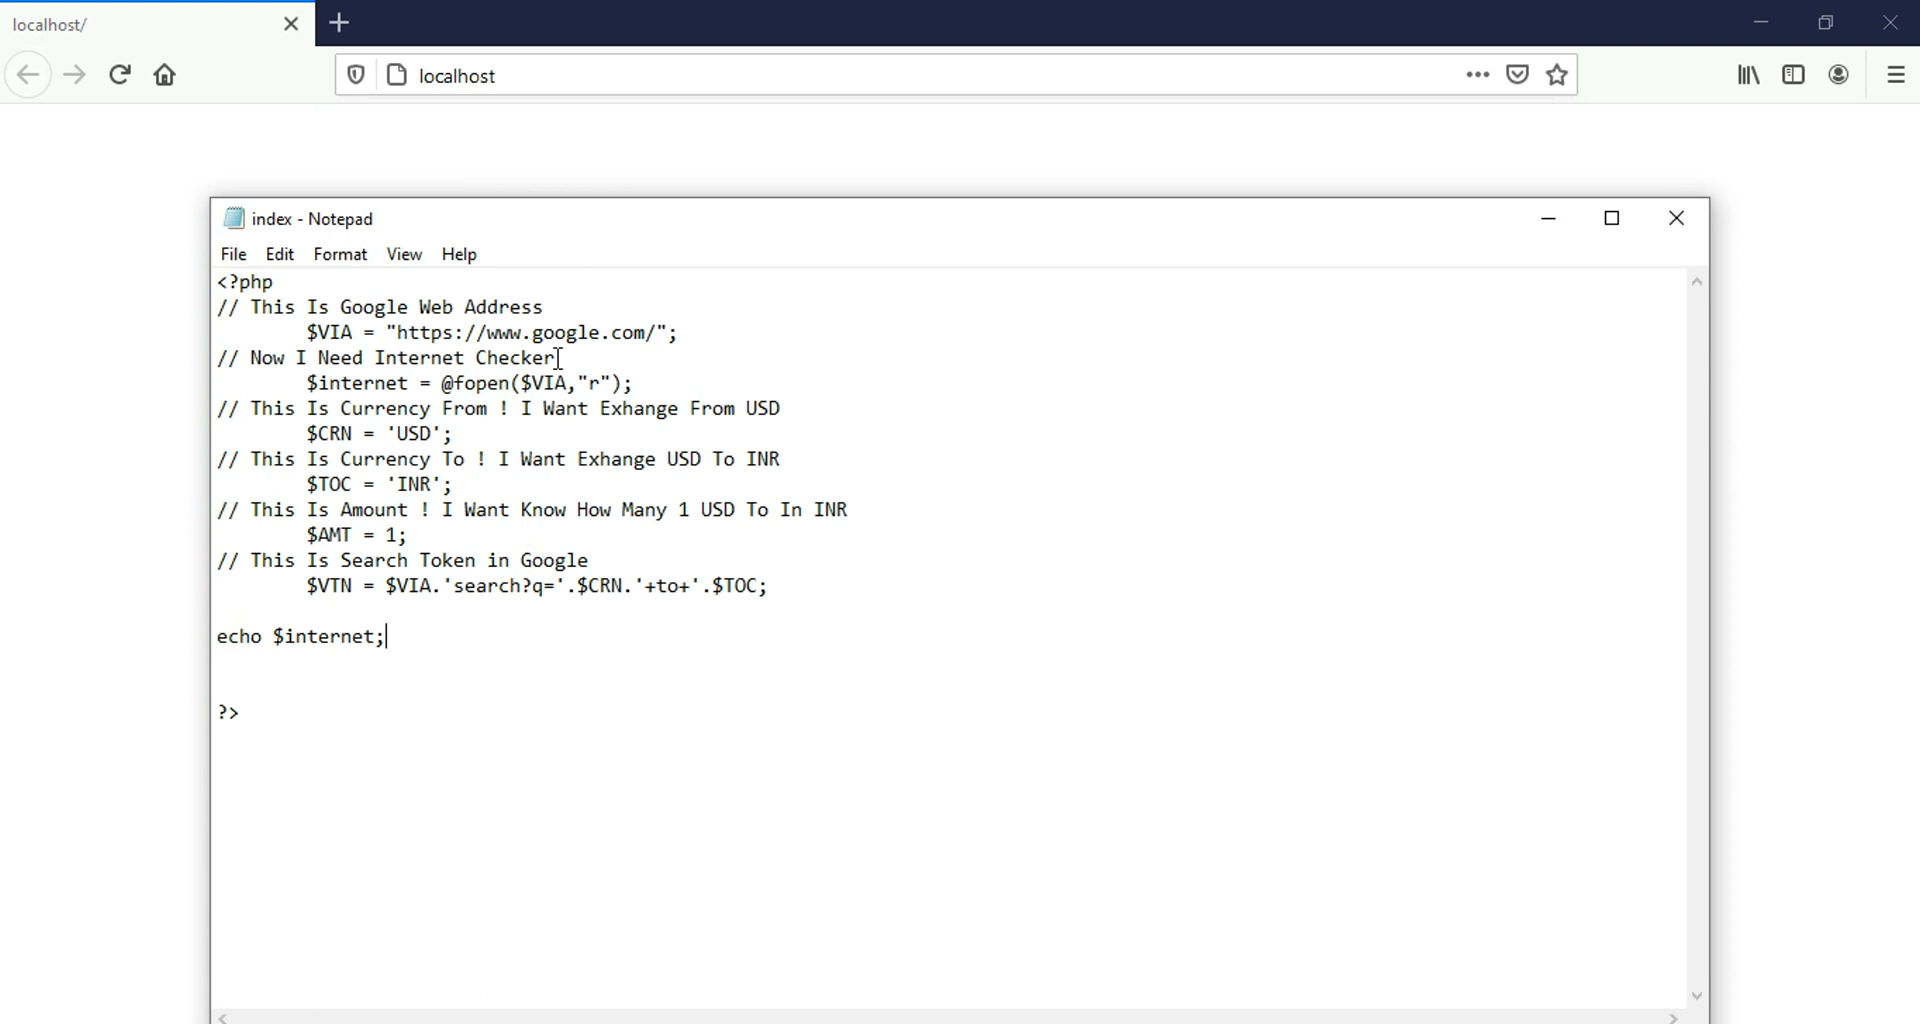 localhost/
localhost
index - Notepad
File Edit Format View Help
<?php
// This Is Google Web Address
$VIA = "https://www.google.com/";
// Now I Need Internet Checker
$internet = @fopen($VIA,"r");
// This Is Currency From ! I Want Exhange From USD
$CRN = 'USD';
// This Is Currency To ! I Want Exhange USD To INR
$TOC = 'INR';
// This Is Amount ! I Want Know How Many 1 USD To In INR
$AMT = 1;
// This Is Search Token in Google
$VTN = $VIA.'search?q='.$CRN.'+to+'.$TOC;
echo $internet;
?>